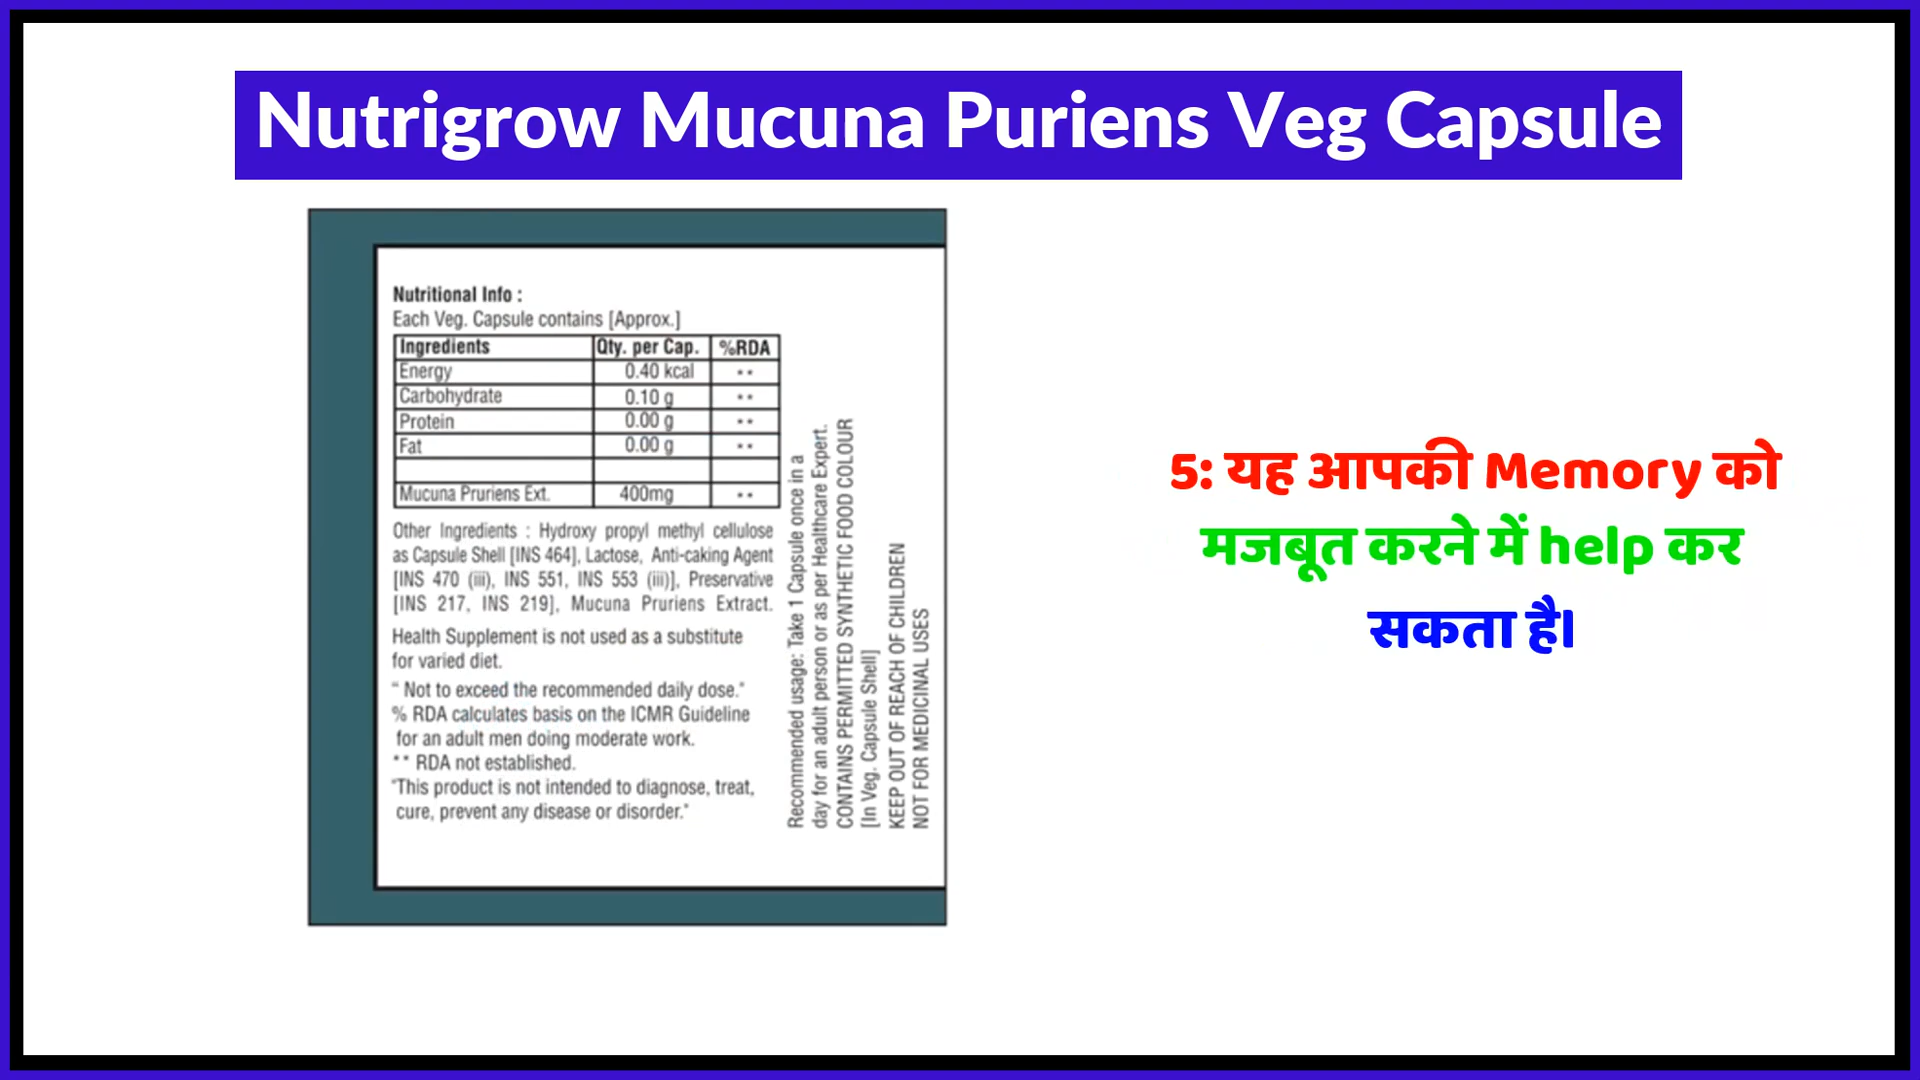 Nutrigrow Mucuna Puriens Veg Capsule
Nutritional Info :
Each Veg. Capsule contains [Approx.]
Ingredients Qty. per Cap. %RDA
Energy 0.40 kcal **
Carbohydrate 0.10 g **
Protein 0.00 g **
Fat 0.00 g **
Mucuna Pruriens Ext. 400mg **
Other Ingredients : Hydroxy propyl methyl cellulose
as Capsule Shell [INS 464], Lactose, Anti-caking Agent
[INS 470 (iii), INS 551, INS 553 (iii)], Preservative
[INS 217, INS 219], Mucuna Pruriens Extract.
Health Supplement is not used as a substitute
for varied diet.
" Not to exceed the recommended daily dose."
% RDA calculates basis on the ICMR Guideline
for an adult men doing moderate work.
** RDA not established.
"This product is not intended to diagnose, treat,
cure, prevent any disease or disorder."
Recommended usage: Take 1 Capsule once in a
day for an adult person or as per Healthcare Expert.
CONTAINS PERMITTED SYNTHETIC FOOD COLOUR
[In Veg. Capsule Shell]
KEEP OUT OF REACH OF CHILDREN
NOT FOR MEDICINAL USES
5: यह आपकी Memory को
मजबूत करने में help कर
सकता है।